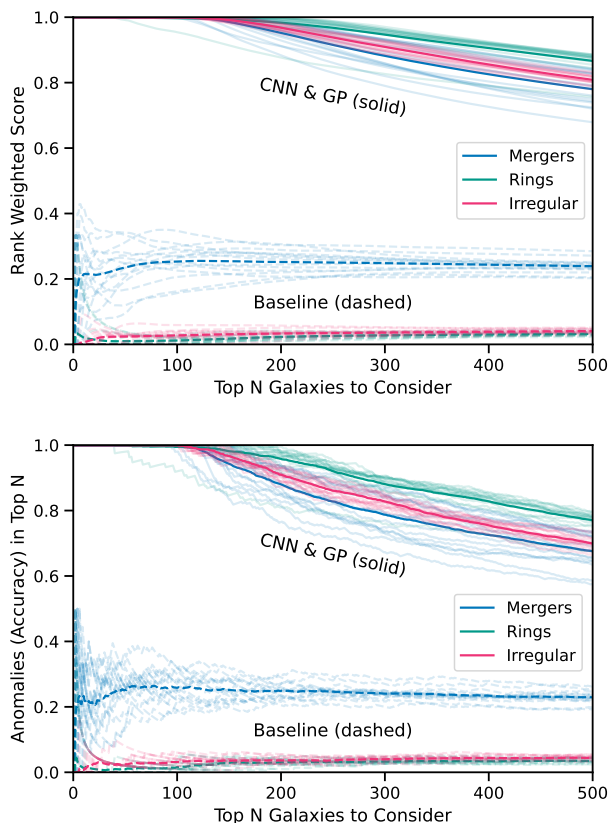 1.0
0.8
0.6
0.4
0.2
0.0
Rank Weighted Score
CNN & GP (solid)
Mergers
Rings
Irregular
Baseline (dashed)
0 100 200 300 400 500
Top N Galaxies to Consider
1.0
0.8
0.6
0.4
0.2
0.0
Anomalies (Accuracy) in Top N
CNN & GP (solid)
Mergers
Rings
Irregular
Baseline (dashed)
0 100 200 300 400 500
Top N Galaxies to Consider